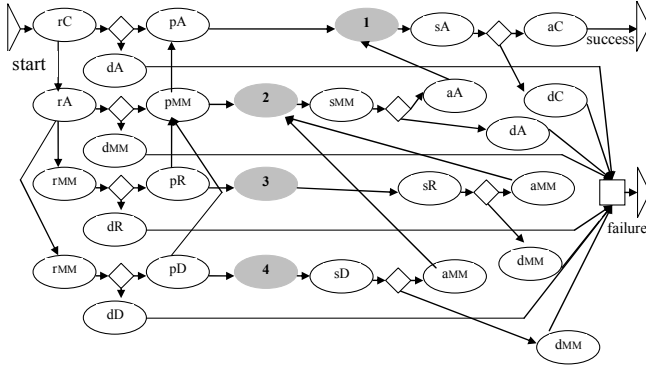 rC pA 1 sA aC
success
start
dA
rA pMM 2 sMM aA dC
dA
dMM
rMM pR 3 sR aMM
dR
failure
dMM
rMM pD 4 sD aMM
dD
dMM